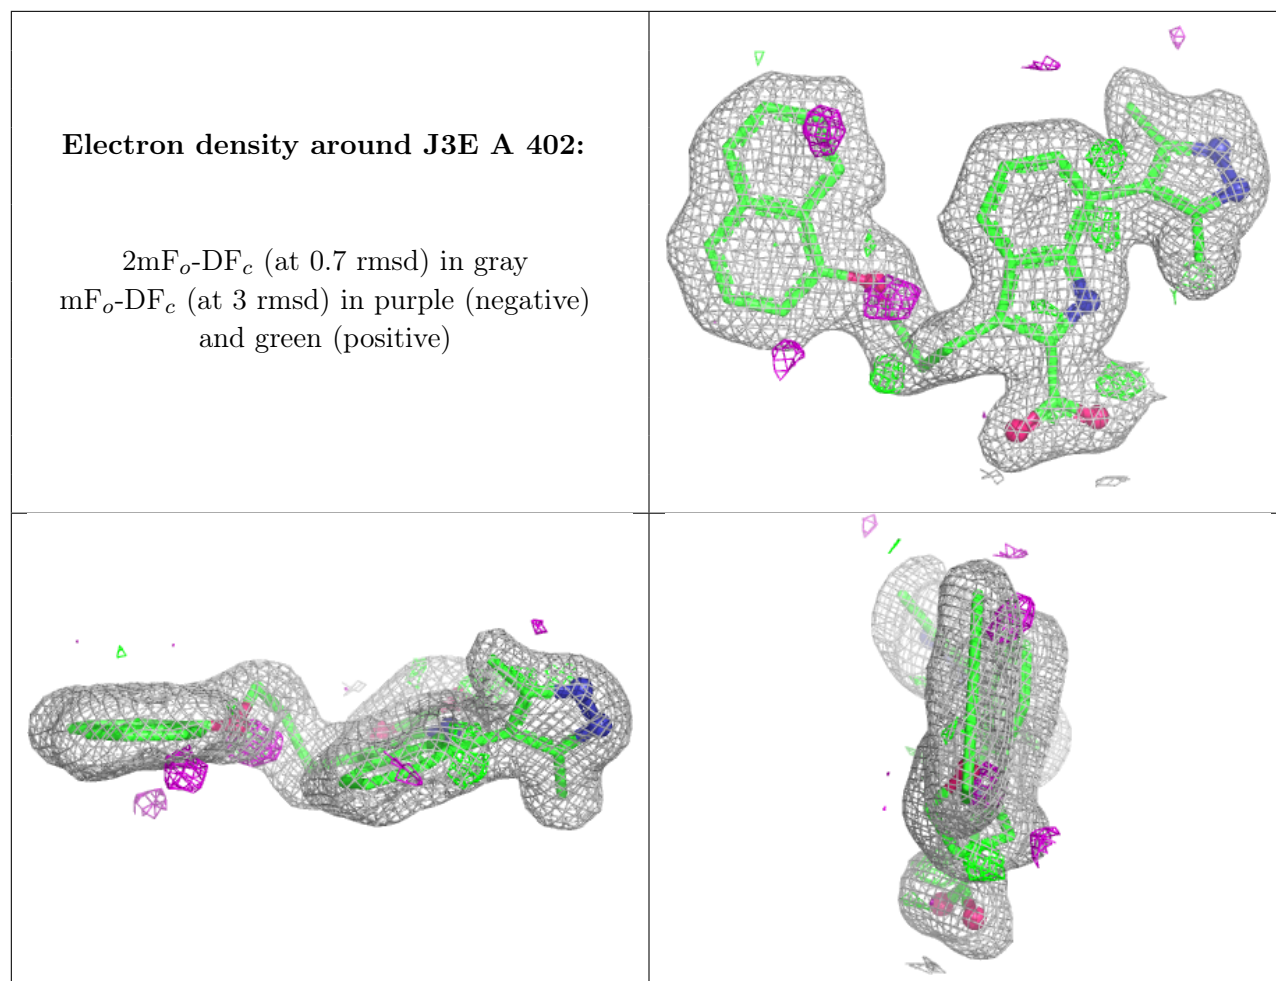 Electron density around J3E A 402:
2mFo-DFc (at 0.7 rmsd) in gray
mFo-DFc (at 3 rmsd) in purple (negative)
and green (positive)